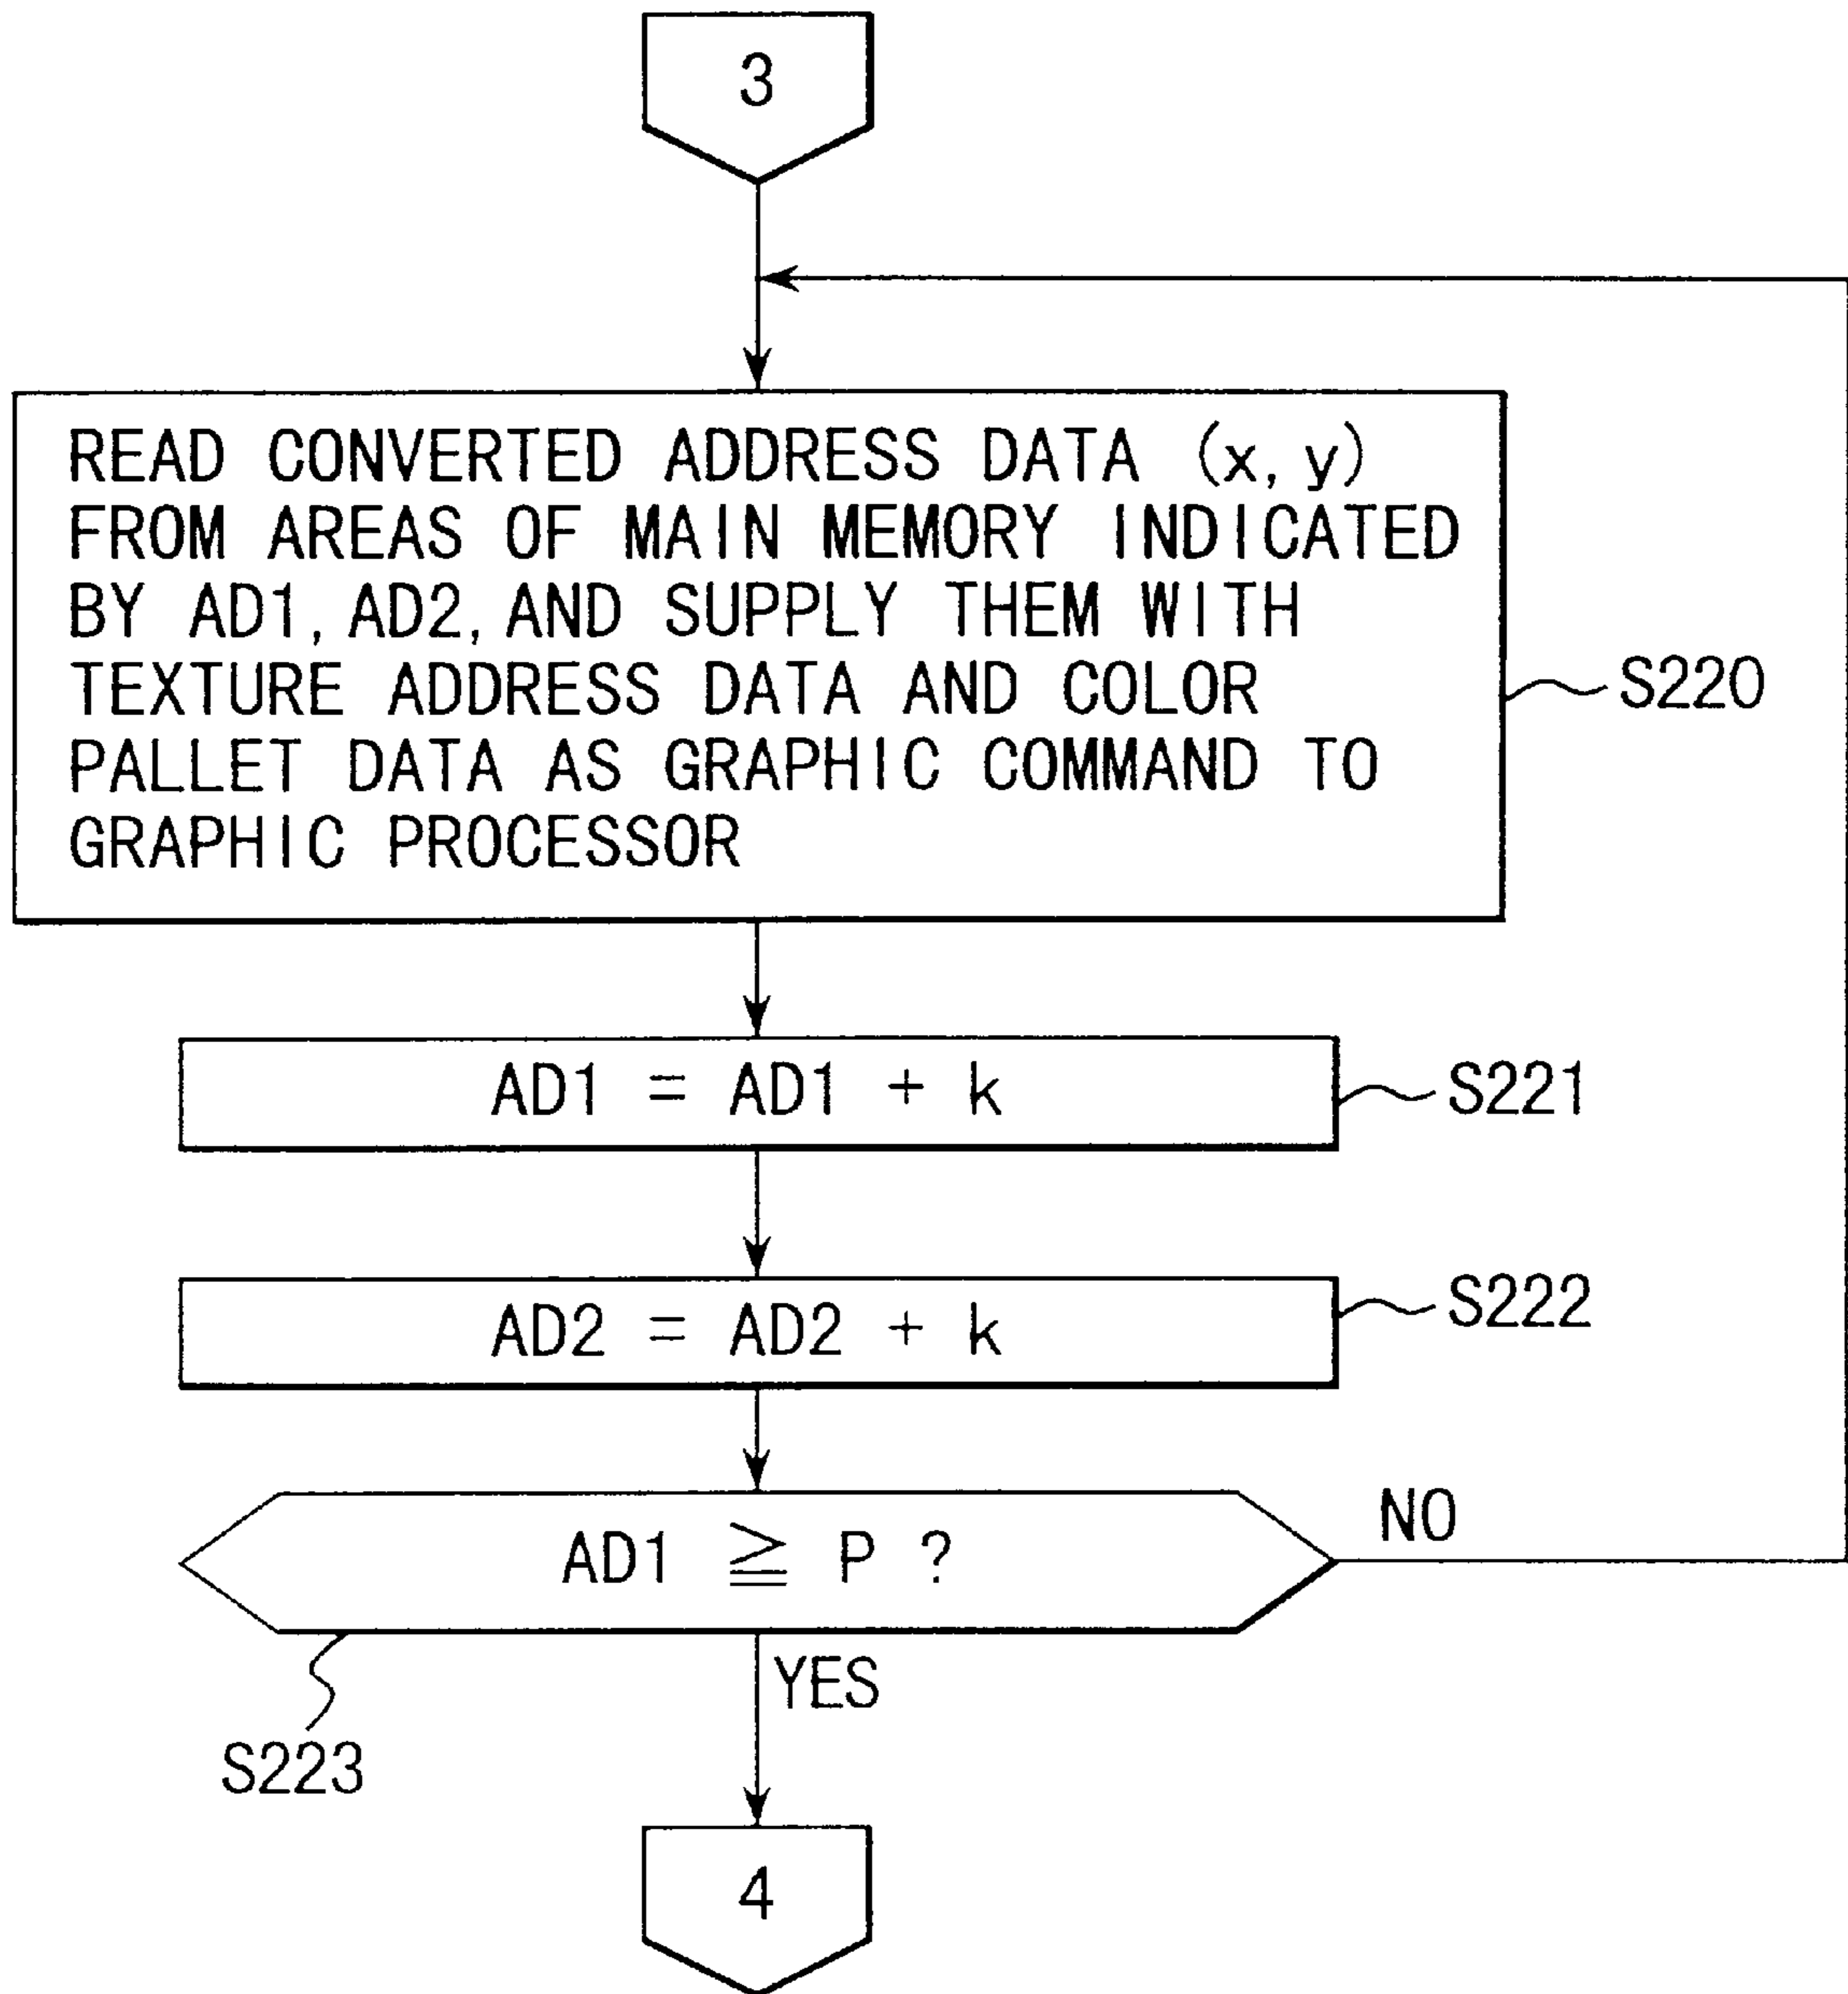 3
READ CONVERTED ADDRESS DATA (x, y)
FROM AREAS OF MAIN MEMORY INDICATED
BY AD1, AD2, AND SUPPLY THEM WITH
TEXTURE ADDRESS DATA AND COLOR
PALLET DATA AS GRAPHIC COMMAND TO
GRAPHIC PROCESSOR
S220
AD1 = AD1 + k
S221
AD2 = AD2 + k
S222
AD1 ≧ P ?
NO
YES
S223
4